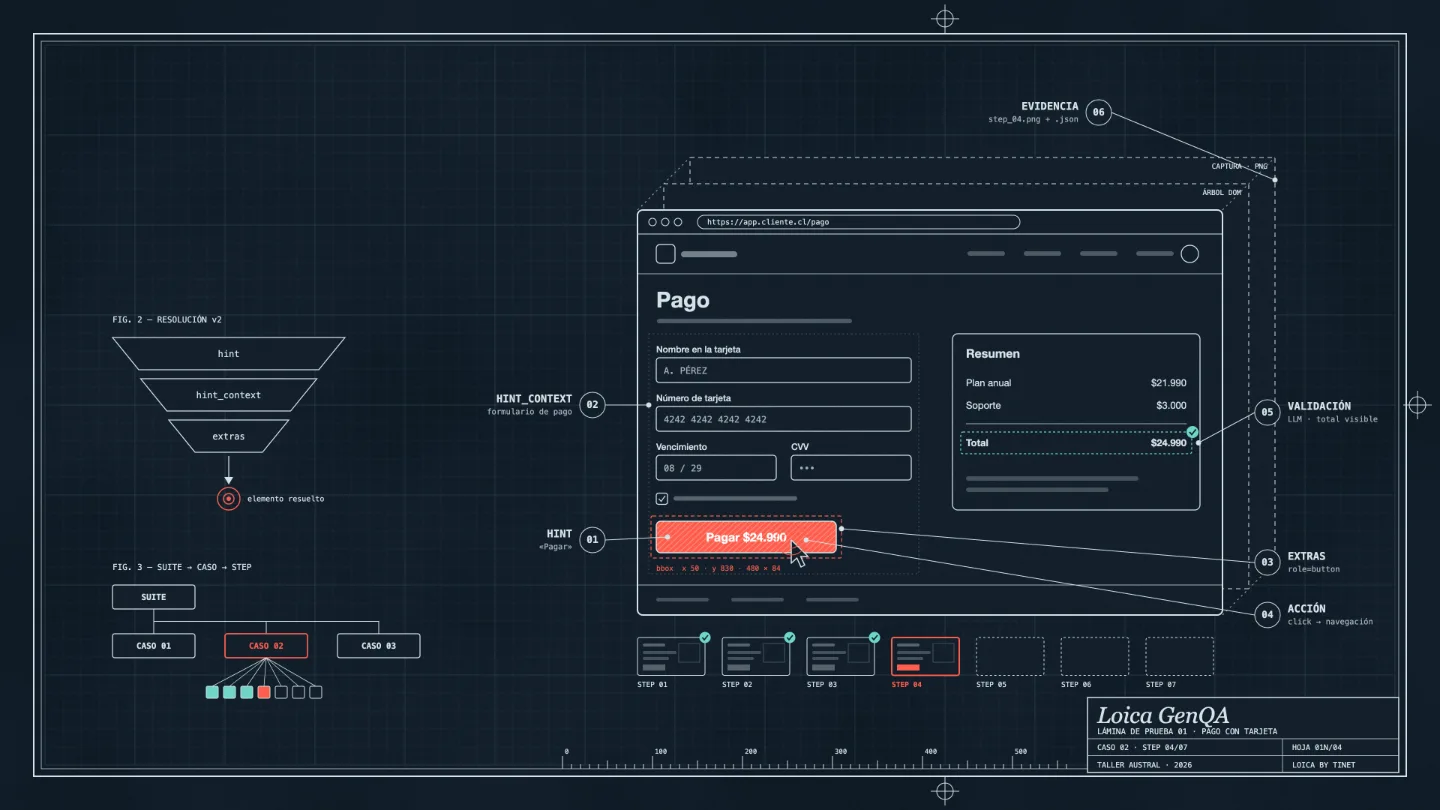 EVIDENCIA
step_04.png + .json
06
CAPTURA · PNG
ÁRBOL DOM
https://app.cliente.cl/pago
Pago
Nombre en la tarjeta
A. PÉREZ
Número de tarjeta
4242 4242 4242 4242
Vencimiento
CVV
08 / 29
•••
Pagar $24.990
bbox x 50 · y 830 · 480 × 84
Resumen
Plan anual $21.990
Soporte $3.000
Total $24.990
HINT_CONTEXT
formulario de pago
02
HINT
«Pagar»
01
05
VALIDACIÓN
LLM · total visible
03
EXTRAS
role=button
04
ACCIÓN
click → navegación
FIG. 2 — RESOLUCIÓN v2
hint
hint_context
extras
elemento resuelto
FIG. 3 — SUITE → CASO → STEP
SUITE
CASO 01
CASO 02
CASO 03
STEP 01
STEP 02
STEP 03
STEP 04
STEP 05
STEP 06
STEP 07
0 100 200 300 400 500
Loica GenQA
LÁMINA DE PRUEBA 01 · PAGO CON TARJETA
CASO 02 · STEP 04/07
HOJA 01N/04
TALLER AUSTRAL · 2026
LOICA BY TINET